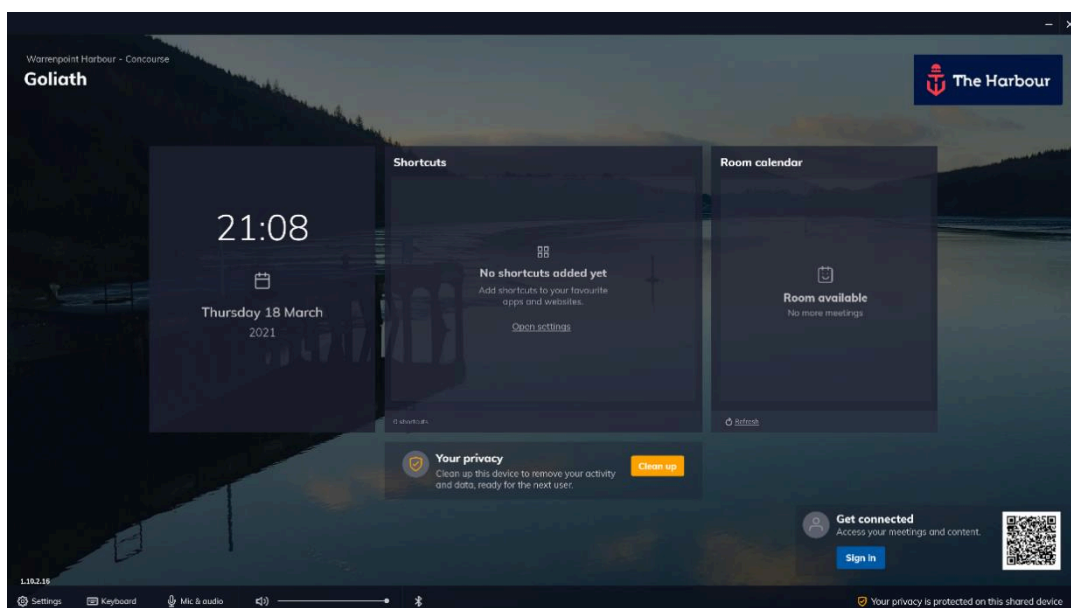 Warrenpoint Harbour - Concourse
Goliath
The Harbour
21:08
Thursday 18 March
2021
Shortcuts
No shortcuts added yet
Add shortcuts to your favourite
apps and websites.
Open settings
0 shortcuts
Room calendar
Room available
No more meetings
Refresh
Your privacy
Clean up this device to remove your activity
and data, ready for the next user.
Clean up
Get connected
Access your meetings and content.
Sign in
1.10.2.16
Settings
Keyboard
Mic & audio
Your privacy is protected on this shared device